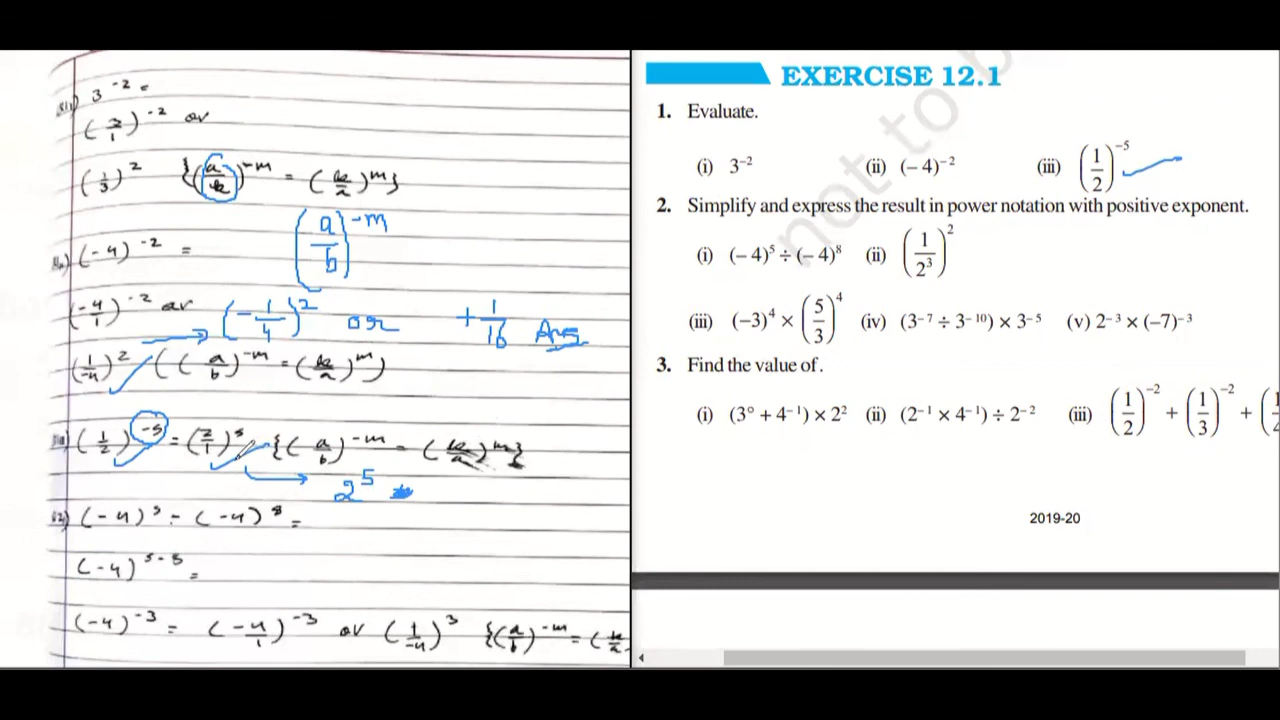 3⁻² =
(3/1)⁻² or
(1/3)² {(a/b)⁻ᵐ = (b/a)ᵐ}
(a/b)⁻ᵐ
(-4)⁻² =
(-4/1)⁻² or → (-1/4)² or +1/16 Ans
(1/-4)² ((a/b)⁻ᵐ = (b/a)ᵐ)
(1/2)⁻⁵ = (2/1)⁵ {(a/b)⁻ᵐ = (b/a)ᵐ}
→ 2⁵
(-4)⁵ ÷ (-4)⁸ =
(-4)⁵⁻⁸ =
(-4)⁻³ = (-4/1)⁻³ or (1/-4)³ {(a/b)⁻ᵐ = (b/a
not to b
EXERCISE 12.1
1. Evaluate.
(i) 3⁻² (ii) (– 4)⁻² (iii) (1/2)⁻⁵
2. Simplify and express the result in power notation with positive exponent.
(i) (– 4)⁵ ÷ (– 4)⁸ (ii) (1/2³)²
(iii) (–3)⁴ × (5/3)⁴ (iv) (3⁻⁷ ÷ 3⁻¹⁰) × 3⁻⁵ (v) 2⁻³ × (–7)⁻³
3. Find the value of.
(i) (3° + 4⁻¹) × 2² (ii) (2⁻¹ × 4⁻¹) ÷ 2⁻² (iii) (1/2)⁻² + (1/3)⁻² + (1/4
2019-20